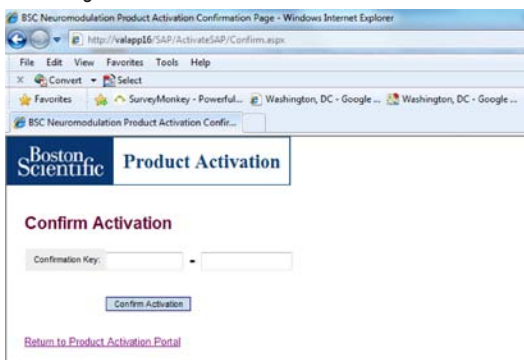 BSC Neuromodulation Product Activation Confirmation Page - Windows Internet Explorer
http://valapp16/SAP/ActivateSAP/Confirm.aspx
File Edit View Favorites Tools Help
x Convert Select
Favorites SurveyMonkey - Powerful... Washington, DC - Google ... Washington, DC - Google ...
BSC Neuromodulation Product Activation Confir...
Boston
Scientific
Product Activation
Confirm Activation
Confirmation Key: -
Confirm Activation
Return to Product Activation Portal